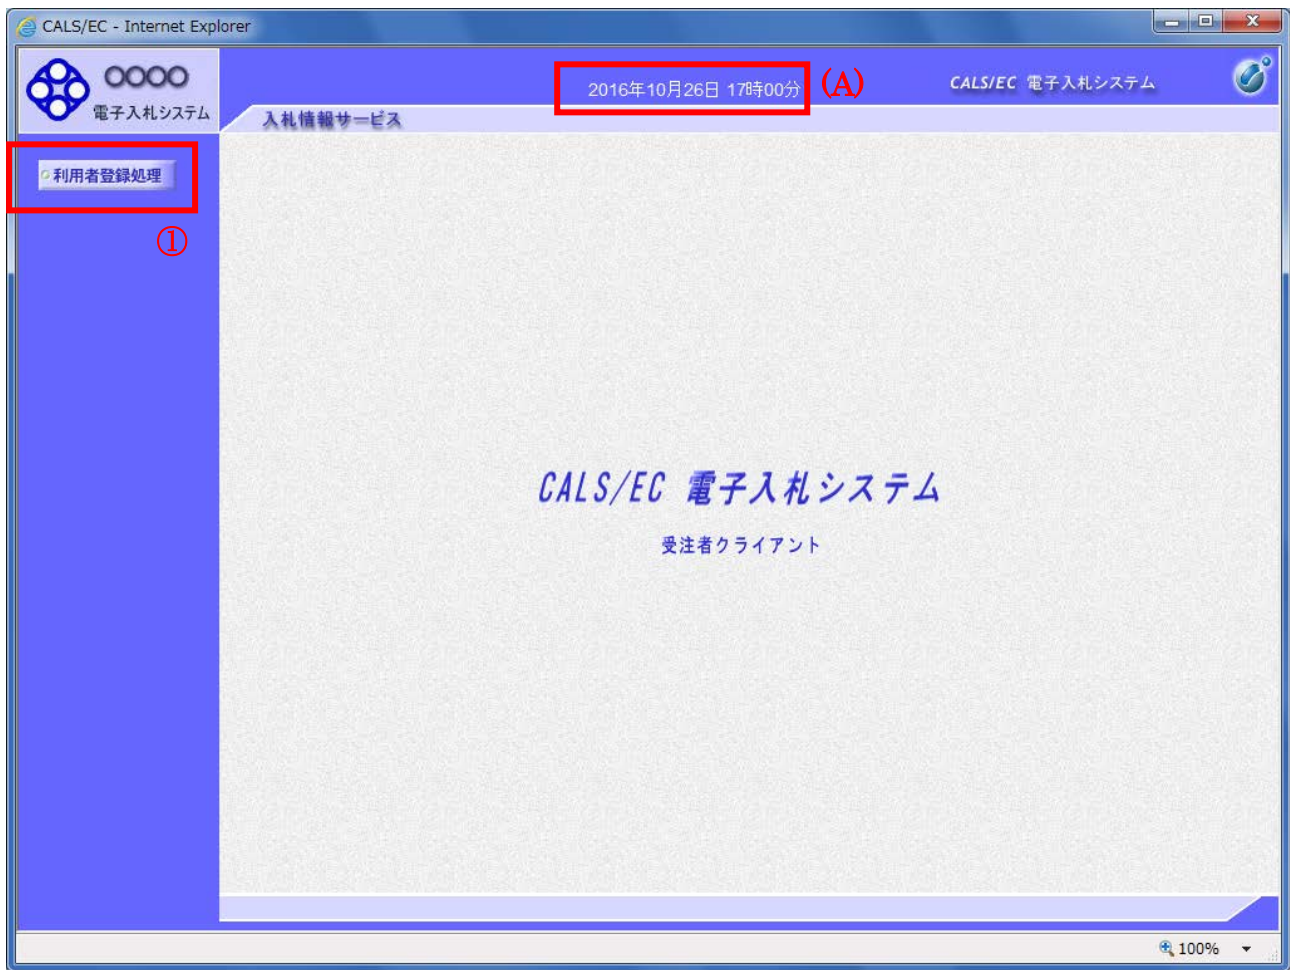 CALS/EC - Internet Explorer
○○○○
電子入札システム
2016年10月26日 17時00分
(A)
CALS/EC 電子入札システム
入札情報サービス
利用者登録処理
①
CALS/EC 電子入札システム
受注者クライアント
100%